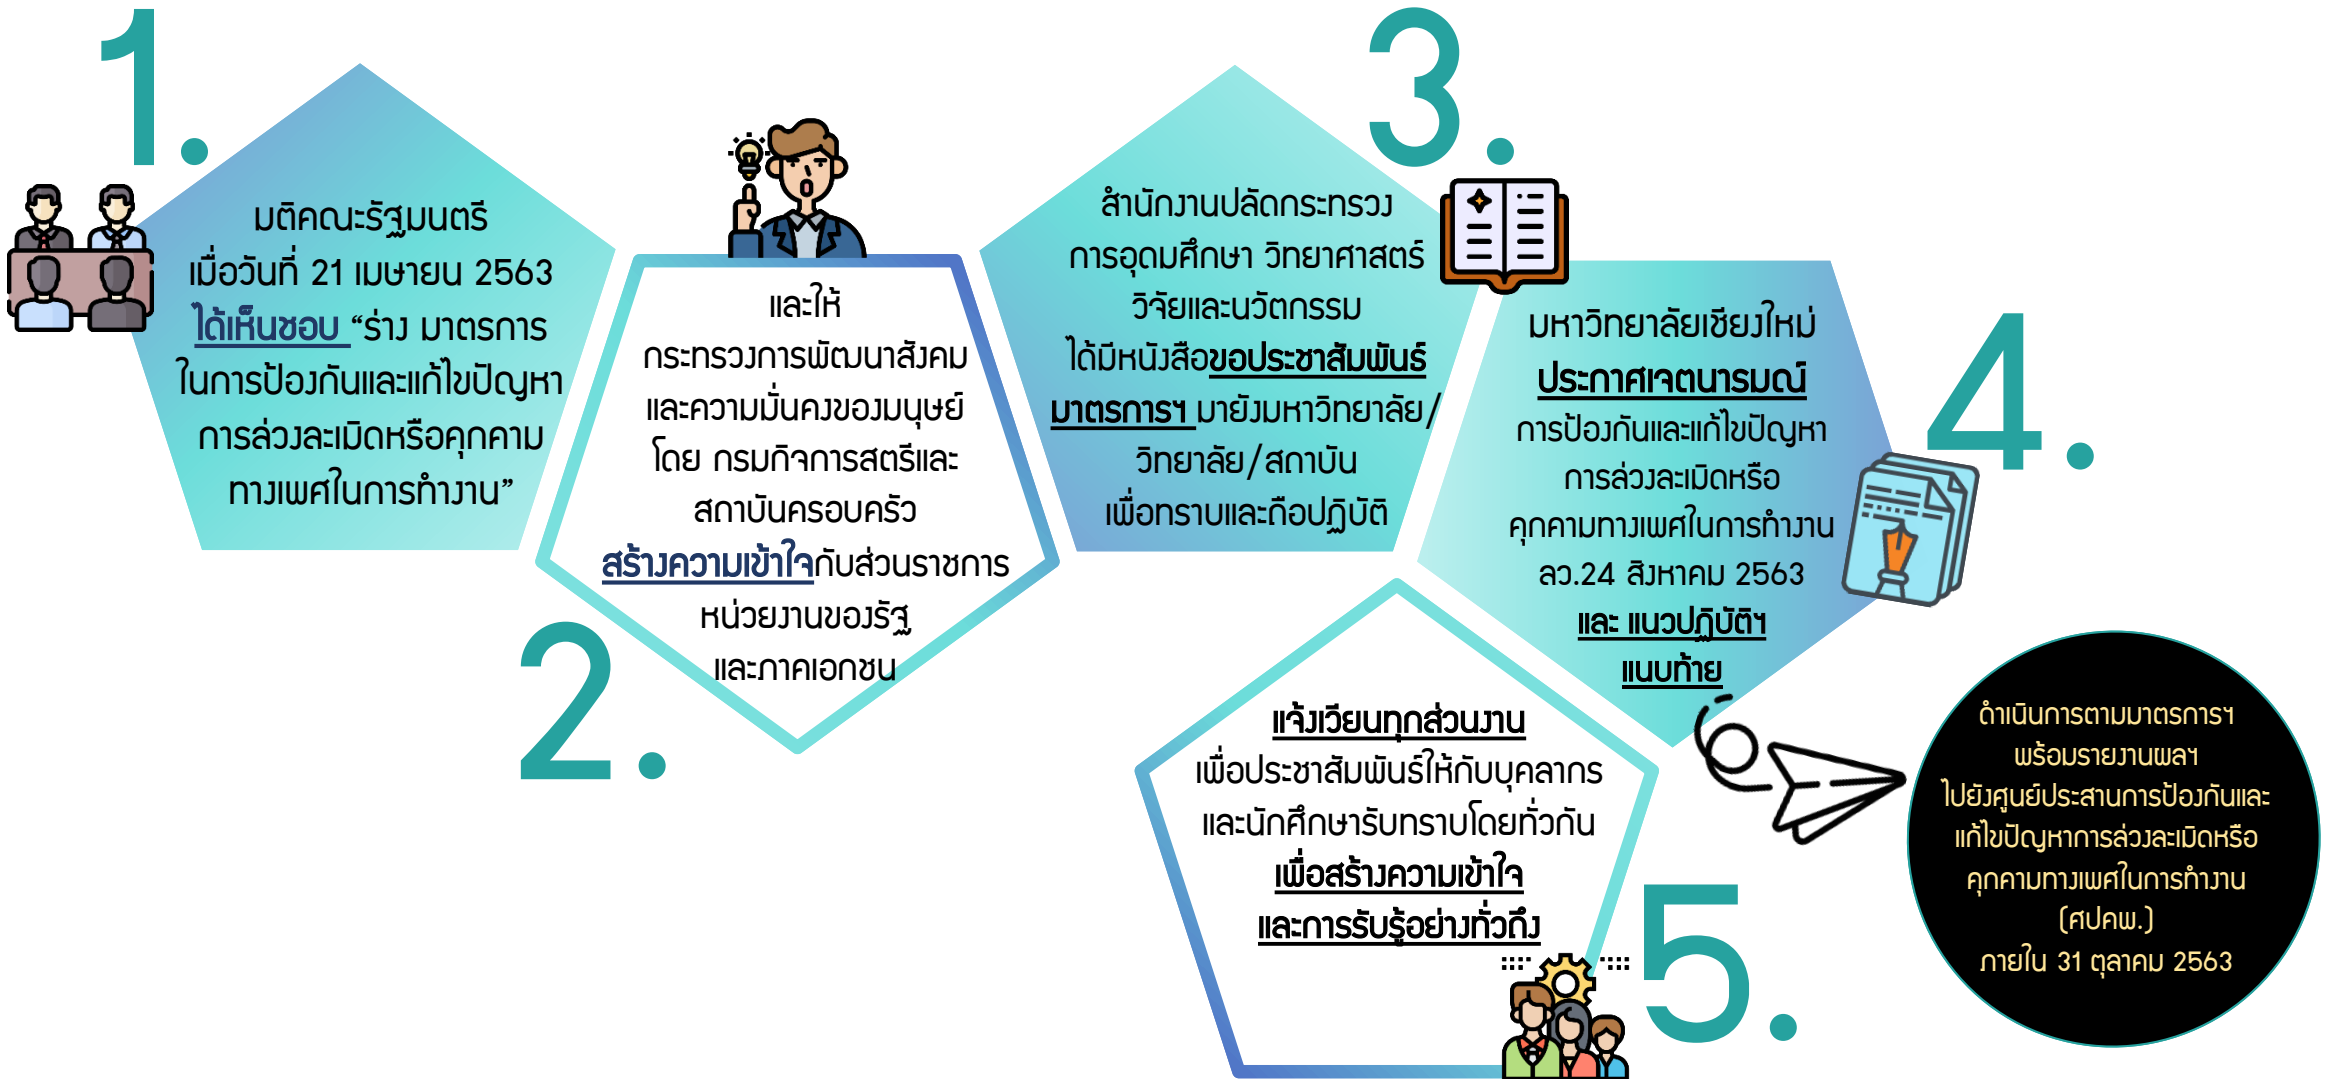 1.
มติคณะรัฐมนตรี
เมื่อวันที่ 21 เมษายน 2563
ได้เห็นชอบ “ร่าง มาตรการ
ในการป้องกันและแก้ไขปัญหา
การล่วงละเมิดหรือคุกคาม
ทางเพศในการทำงาน”
2.
และให้
กระทรวงการพัฒนาสังคม
และความมั่นคงของมนุษย์
โดย กรมกิจการสตรีและ
สถาบันครอบครัว
สร้างความเข้าใจกับส่วนราชการ
หน่วยงานของรัฐ
และภาคเอกชน
3.
สำนักงานปลัดกระทรวง
การอุดมศึกษา วิทยาศาสตร์
วิจัยและนวัตกรรม
ได้มีหนังสือขอประชาสัมพันธ์
มาตรการฯ มายังมหาวิทยาลัย/
วิทยาลัย/สถาบัน
เพื่อทราบและถือปฏิบัติ
4.
มหาวิทยาลัยเชียงใหม่
ประกาศเจตนารมณ์
การป้องกันและแก้ไขปัญหา
การล่วงละเมิดหรือ
คุกคามทางเพศในการทำงาน
ลว.24 สิงหาคม 2563
และ แนวปฏิบัติฯ
แนบท้าย
5.
แจ้งเวียนทุกส่วนงาน
เพื่อประชาสัมพันธ์ให้กับบุคลากร
และนักศึกษารับทราบโดยทั่วกัน
เพื่อสร้างความเข้าใจ
และการรับรู้อย่างทั่วถึง
ดำเนินการตามมาตรการฯ
พร้อมรายงานผลฯ
ไปยังศูนย์ประสานการป้องกันและ
แก้ไขปัญหาการล่วงละเมิดหรือ
คุกคามทางเพศในการทำงาน
(ศปคพ.)
ภายใน 31 ตุลาคม 2563